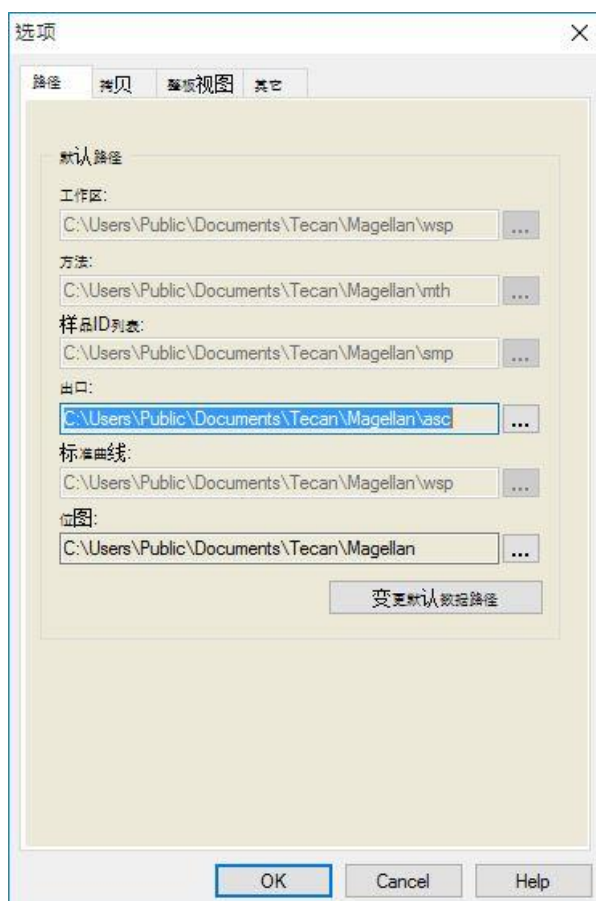 选项
路径 拷贝 整板视图 其它
默认路径
工作区:
C:\Users\Public\Documents\Tecan\Magellan\wsp ...
方法:
C:\Users\Public\Documents\Tecan\Magellan\mth ...
样品ID列表:
C:\Users\Public\Documents\Tecan\Magellan\smp ...
出口:
C:\Users\Public\Documents\Tecan\Magellan\asc ...
标准曲线:
C:\Users\Public\Documents\Tecan\Magellan\wsp ...
位图:
C:\Users\Public\Documents\Tecan\Magellan ...
变更默认数据路径
OK Cancel Help